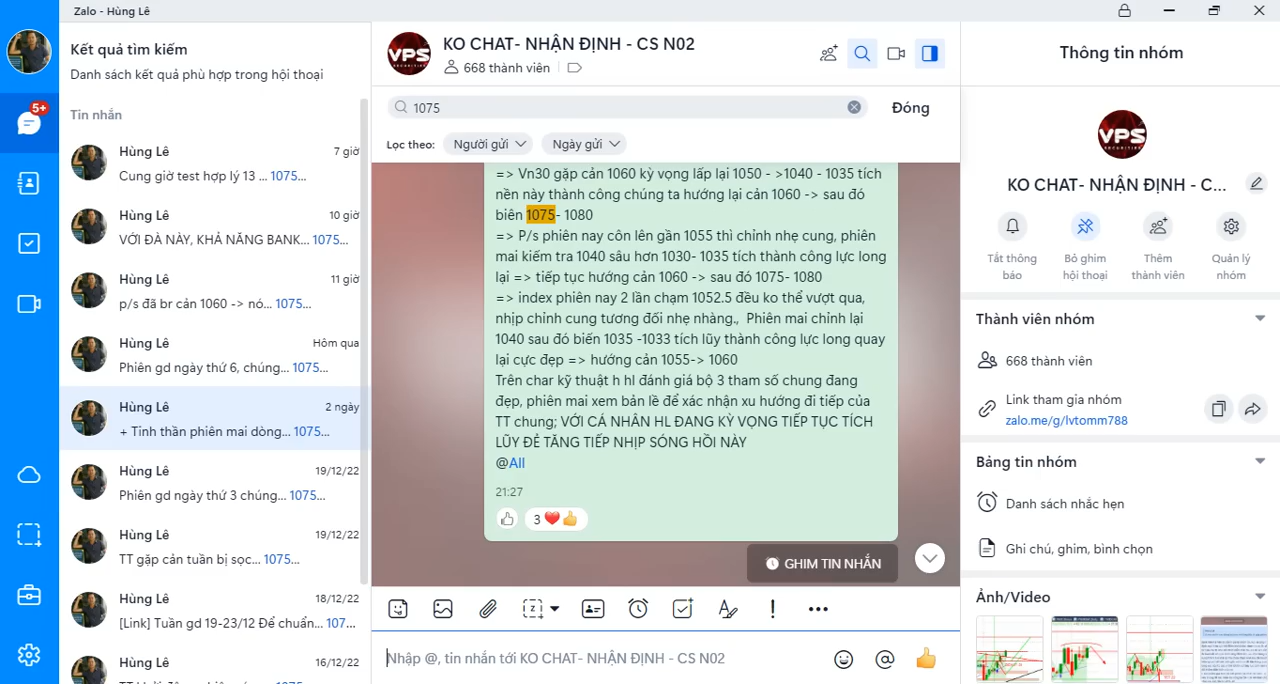 Zalo - Hùng Lê
5+
Kết quả tìm kiếm
Danh sách kết quả phù hợp trong hội thoại
Tin nhắn
Hùng Lê
7 giờ
Cung giờ test hợp lý 13 ... 1075...
Hùng Lê
10 giờ
VỚI ĐÀ NÀY, KHẢ NĂNG BANK... 1075...
Hùng Lê
11 giờ
p/s đã br cản 1060 -> nó... 1075...
Hùng Lê
Hôm qua
Phiên gd ngày thứ 6, chúng... 1075...
Hùng Lê
2 ngày
+ Tinh thần phiên mai dòng... 1075...
Hùng Lê
19/12/22
Phiên gd ngày thứ 3 chúng... 1075...
Hùng Lê
19/12/22
TT gặp cản tuần bị sọc... 1075...
Hùng Lê
18/12/22
[Link] Tuần gd 19-23/12 Để chuẩn... 107...
Hùng Lê
16/12/22
VPS
KO CHAT- NHẬN ĐỊNH - CS N02
668 thành viên
1075
Đóng
Lọc theo:
Người gửi
Ngày gửi
=> Vn30 gặp cản 1060 kỳ vọng lấp lại 1050 - >1040 - 1035 tích
nền này thành công chúng ta hướng lại cản 1060 -> sau đó
biên 1075- 1080
=> P/s phiên nay côn lên gần 1055 thì chỉnh nhẹ cung, phiên
mai kiểm tra 1040 sâu hơn 1030- 1035 tích thành công lực long
lại => tiếp tục hướng cản 1060 -> sau đó 1075- 1080
=> index phiên nay 2 lần chạm 1052.5 đều ko thể vượt qua,
nhịp chỉnh cung tương đối nhẹ nhàng., Phiên mai chỉnh lại
1040 sau đó biến 1035 -1033 tích lũy thành công lực long quay
lại cực đẹp => hướng cản 1055-> 1060
Trên char kỹ thuật h hl đánh giá bộ 3 tham số chung đang
đẹp, phiên mai xem bản lề để xác nhận xu hướng đi tiếp của
TT chung; VỚI CÁ NHÂN HL ĐANG KỲ VỌNG TIẾP TỤC TÍCH
LŨY ĐẺ TĂNG TIẾP NHỊP SÓNG HỒI NÀY
@All
21:27
3
GHIM TIN NHẮN
Nhập @, tin nhắn tới KO CHAT- NHẬN ĐỊNH - CS N02
Thông tin nhóm
VPS
SECURITIES
KO CHAT- NHẬN ĐỊNH - C...
Tắt thông
báo
Bỏ ghim
hội thoại
Thêm
thành viên
Quản lý
nhóm
Thành viên nhóm
668 thành viên
Link tham gia nhóm
zalo.me/g/lvtomm788
Bảng tin nhóm
Danh sách nhắc hẹn
Ghi chú, ghim, bình chọn
Ảnh/Video